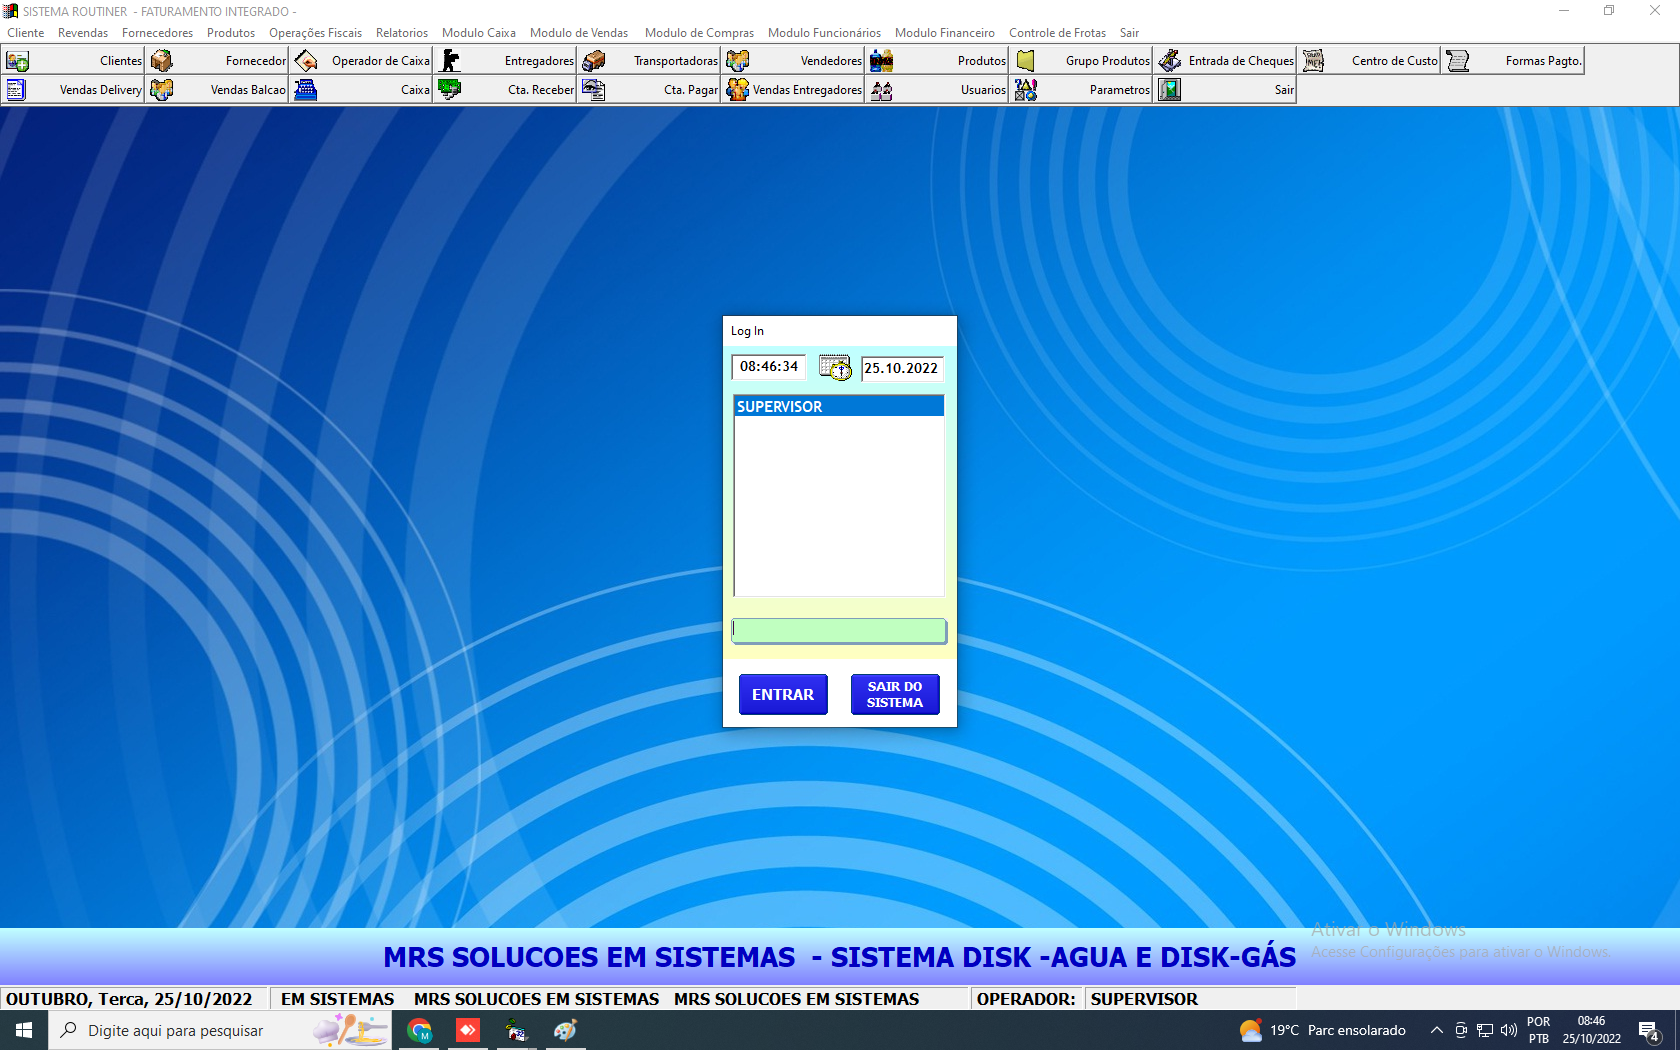 SISTEMA ROUTINER - FATURAMENTO INTEGRADO -
Cliente Revendas Fornecedores Produtos Operações Fiscais Relatorios Modulo Caixa Modulo de Vendas Modulo de Compras Modulo Funcionários Modulo Financeiro Controle de Frotas Sair
Clientes Fornecedor Operador de Caixa Entregadores Transportadoras Vendedores Produtos Grupo Produtos Entrada de Cheques Centro de Custo Formas Pagto.
Vendas Delivery Vendas Balcao Caixa Cta. Receber Cta. Pagar Vendas Entregadores Usuarios Parametros Sair
Log In
08:46:34 25.10.2022
SUPERVISOR
ENTRAR
SAIR DO
SISTEMA
Ativar o Windows
Acesse Configurações para ativar o Windows.
MRS SOLUCOES EM SISTEMAS - SISTEMA DISK -AGUA E DISK-GÁS
OUTUBRO, Terca, 25/10/2022 EM SISTEMAS MRS SOLUCOES EM SISTEMAS MRS SOLUCOES EM SISTEMAS OPERADOR: SUPERVISOR
Digite aqui para pesquisar
M
19°C Parc ensolarado
POR
PTB
08:46
25/10/2022
4